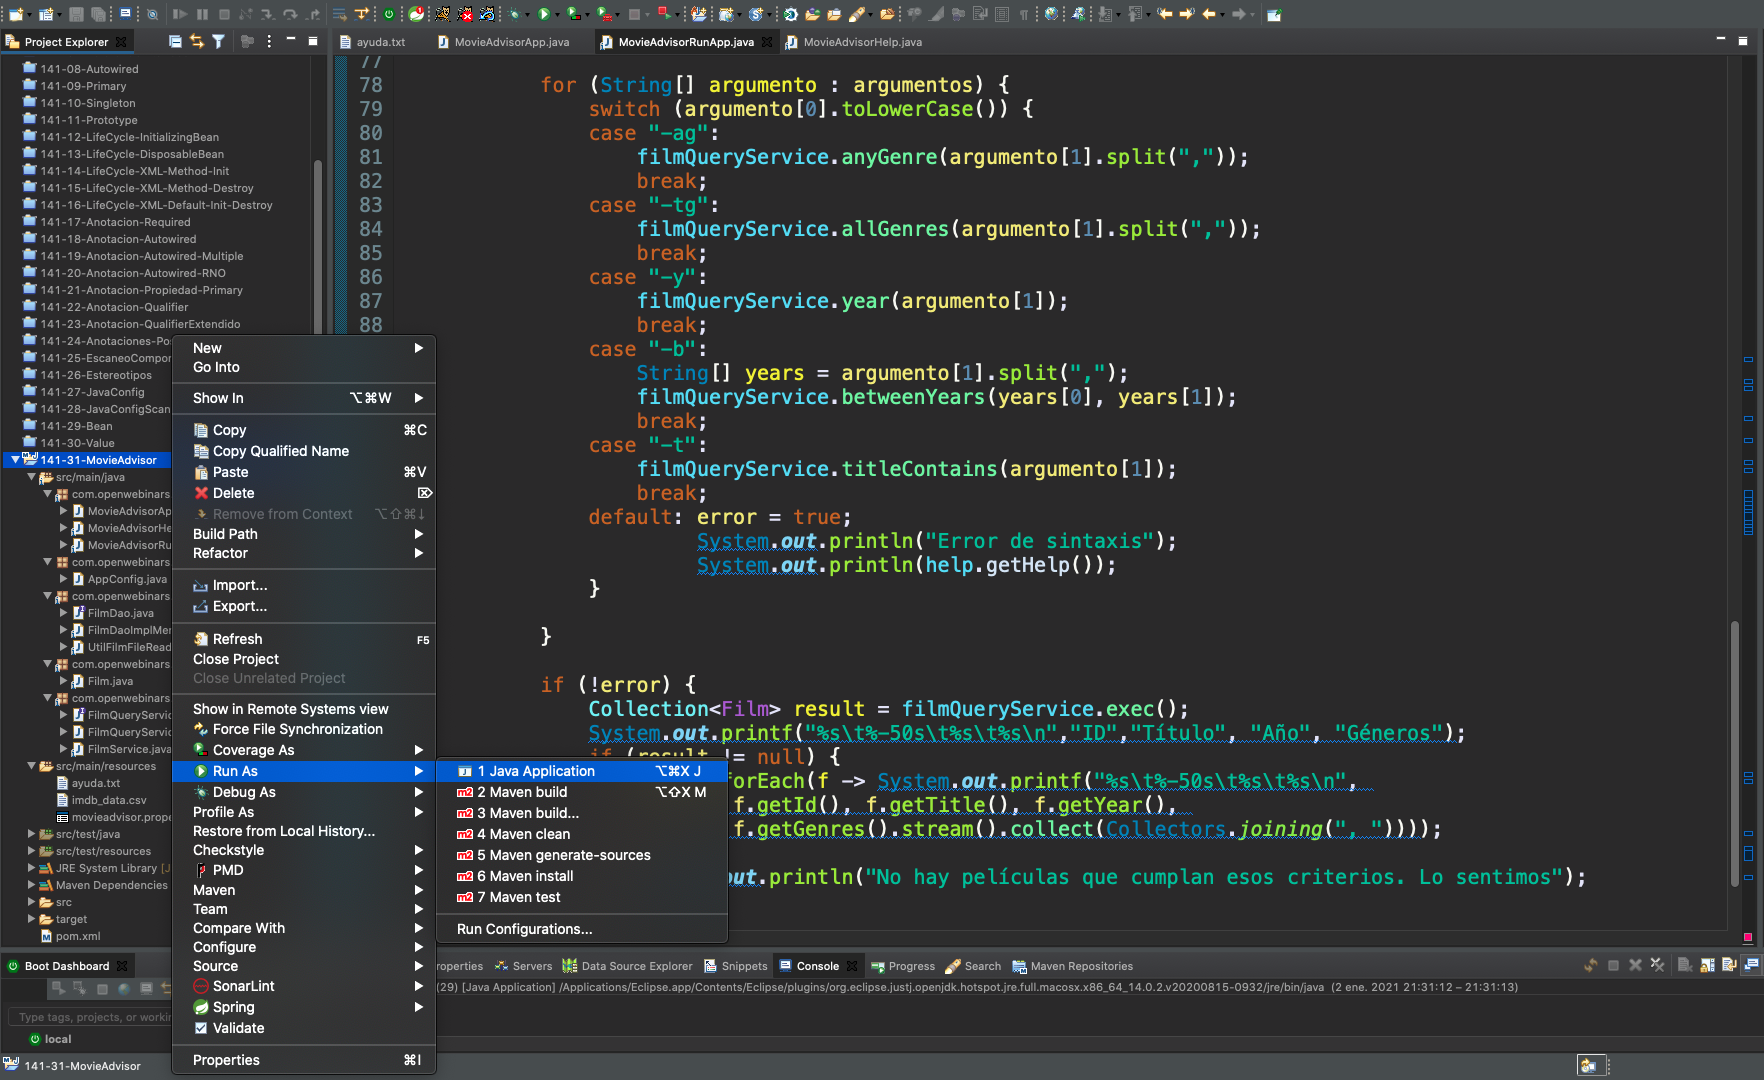 Project Explorer
ayuda.txt
MovieAdvisorApp.java
MovieAdvisorRunApp.java
MovieAdvisorHelp.java
141-08-Autowired
141-09-Primary
141-10-Singleton
141-11-Prototype
141-12-LifeCycle-InitializingBean
141-13-LifeCycle-DisposableBean
141-14-LifeCycle-XML-Method-Init
141-15-LifeCycle-XML-Method-Destroy
141-16-LifeCycle-XML-Default-Init-Destroy
141-17-Anotacion-Required
141-18-Anotacion-Autowired
141-19-Anotacion-Autowired-Multiple
141-20-Anotacion-Autowired-RNO
141-21-Anotacion-Propiedad-Primary
141-22-Anotacion-Qualifier
141-23-Anotacion-QualifierExtendido
141-24-Anotaciones-Pos
141-25-EscaneoCompor
141-26-Estereotipos
141-27-JavaConfig
141-28-JavaConfigScan
141-29-Bean
141-30-Value
141-31-MovieAdvisor
src/main/java
com.openwebinars
MovieAdvisorAp
MovieAdvisorHe
MovieAdvisorRu
com.openwebinars
AppConfig.java
com.openwebinars
FilmDao.java
FilmDaoImplMer
UtilFilmFileRead
com.openwebinars
Film.java
com.openwebinars
FilmQueryServic
FilmQueryServic
FilmService.java
src/main/resources
ayuda.txt
imdb_data.csv
movieadvisor.prope
src/test/java
src/test/resources
JRE System Library [J
Maven Dependencies
src
target
pom.xml
77
78 for (String[] argumento : argumentos) {
79 switch (argumento[0].toLowerCase()) {
80 case "-ag":
81 filmQueryService.anyGenre(argumento[1].split(","));
82 break;
83 case "-tg":
84 filmQueryService.allGenres(argumento[1].split(","));
85 break;
86 case "-y":
87 filmQueryService.year(argumento[1]);
88 break;
case "-b":
String[] years = argumento[1].split(",");
filmQueryService.betweenYears(years[0], years[1]);
break;
case "-t":
filmQueryService.titleContains(argumento[1]);
break;
default: error = true;
System.out.println("Error de sintaxis");
System.out.println(help.getHelp());
}
}
if (!error) {
Collection<Film> result = filmQueryService.exec();
System.out.printf("%s\t%-50s\t%s\t%s\n","ID","Título", "Año", "Géneros");
if (result != null) {
forEach(f -> System.out.printf("%s\t%-50s\t%s\t%s\n",
f.getId(), f.getTitle(), f.getYear(),
f.getGenres().stream().collect(Collectors.joining(", "))));
out.println("No hay películas que cumplan esos criterios. Lo sentimos");
New
Go Into
Show In ⌥⌘W
Copy ⌘C
Copy Qualified Name
Paste ⌘V
Delete ⌦
Remove from Context ⌥⇧⌘↓
Build Path
Refactor
Import...
Export...
Refresh F5
Close Project
Close Unrelated Project
Show in Remote Systems view
Force File Synchronization
Coverage As
Run As
Debug As
Profile As
Restore from Local History...
Checkstyle
PMD
Maven
Team
Compare With
Configure
Source
SonarLint
Spring
Validate
Properties ⌘I
1 Java Application ⌥⌘X J
2 Maven build ⌥⇧X M
3 Maven build...
4 Maven clean
5 Maven generate-sources
6 Maven install
7 Maven test
Run Configurations...
Boot Dashboard
Type tags, projects, or workin
local
roperties
Servers
Data Source Explorer
Snippets
Console
Progress
Search
Maven Repositories
(29) [Java Application] /Applications/Eclipse.app/Contents/Eclipse/plugins/org.eclipse.justj.openjdk.hotspot.jre.full.macosx.x86_64_14.0.2.v20200815-0932/jre/bin/java (2 ene. 2021 21:31:12 – 21:31:13)
141-31-MovieAdvisor